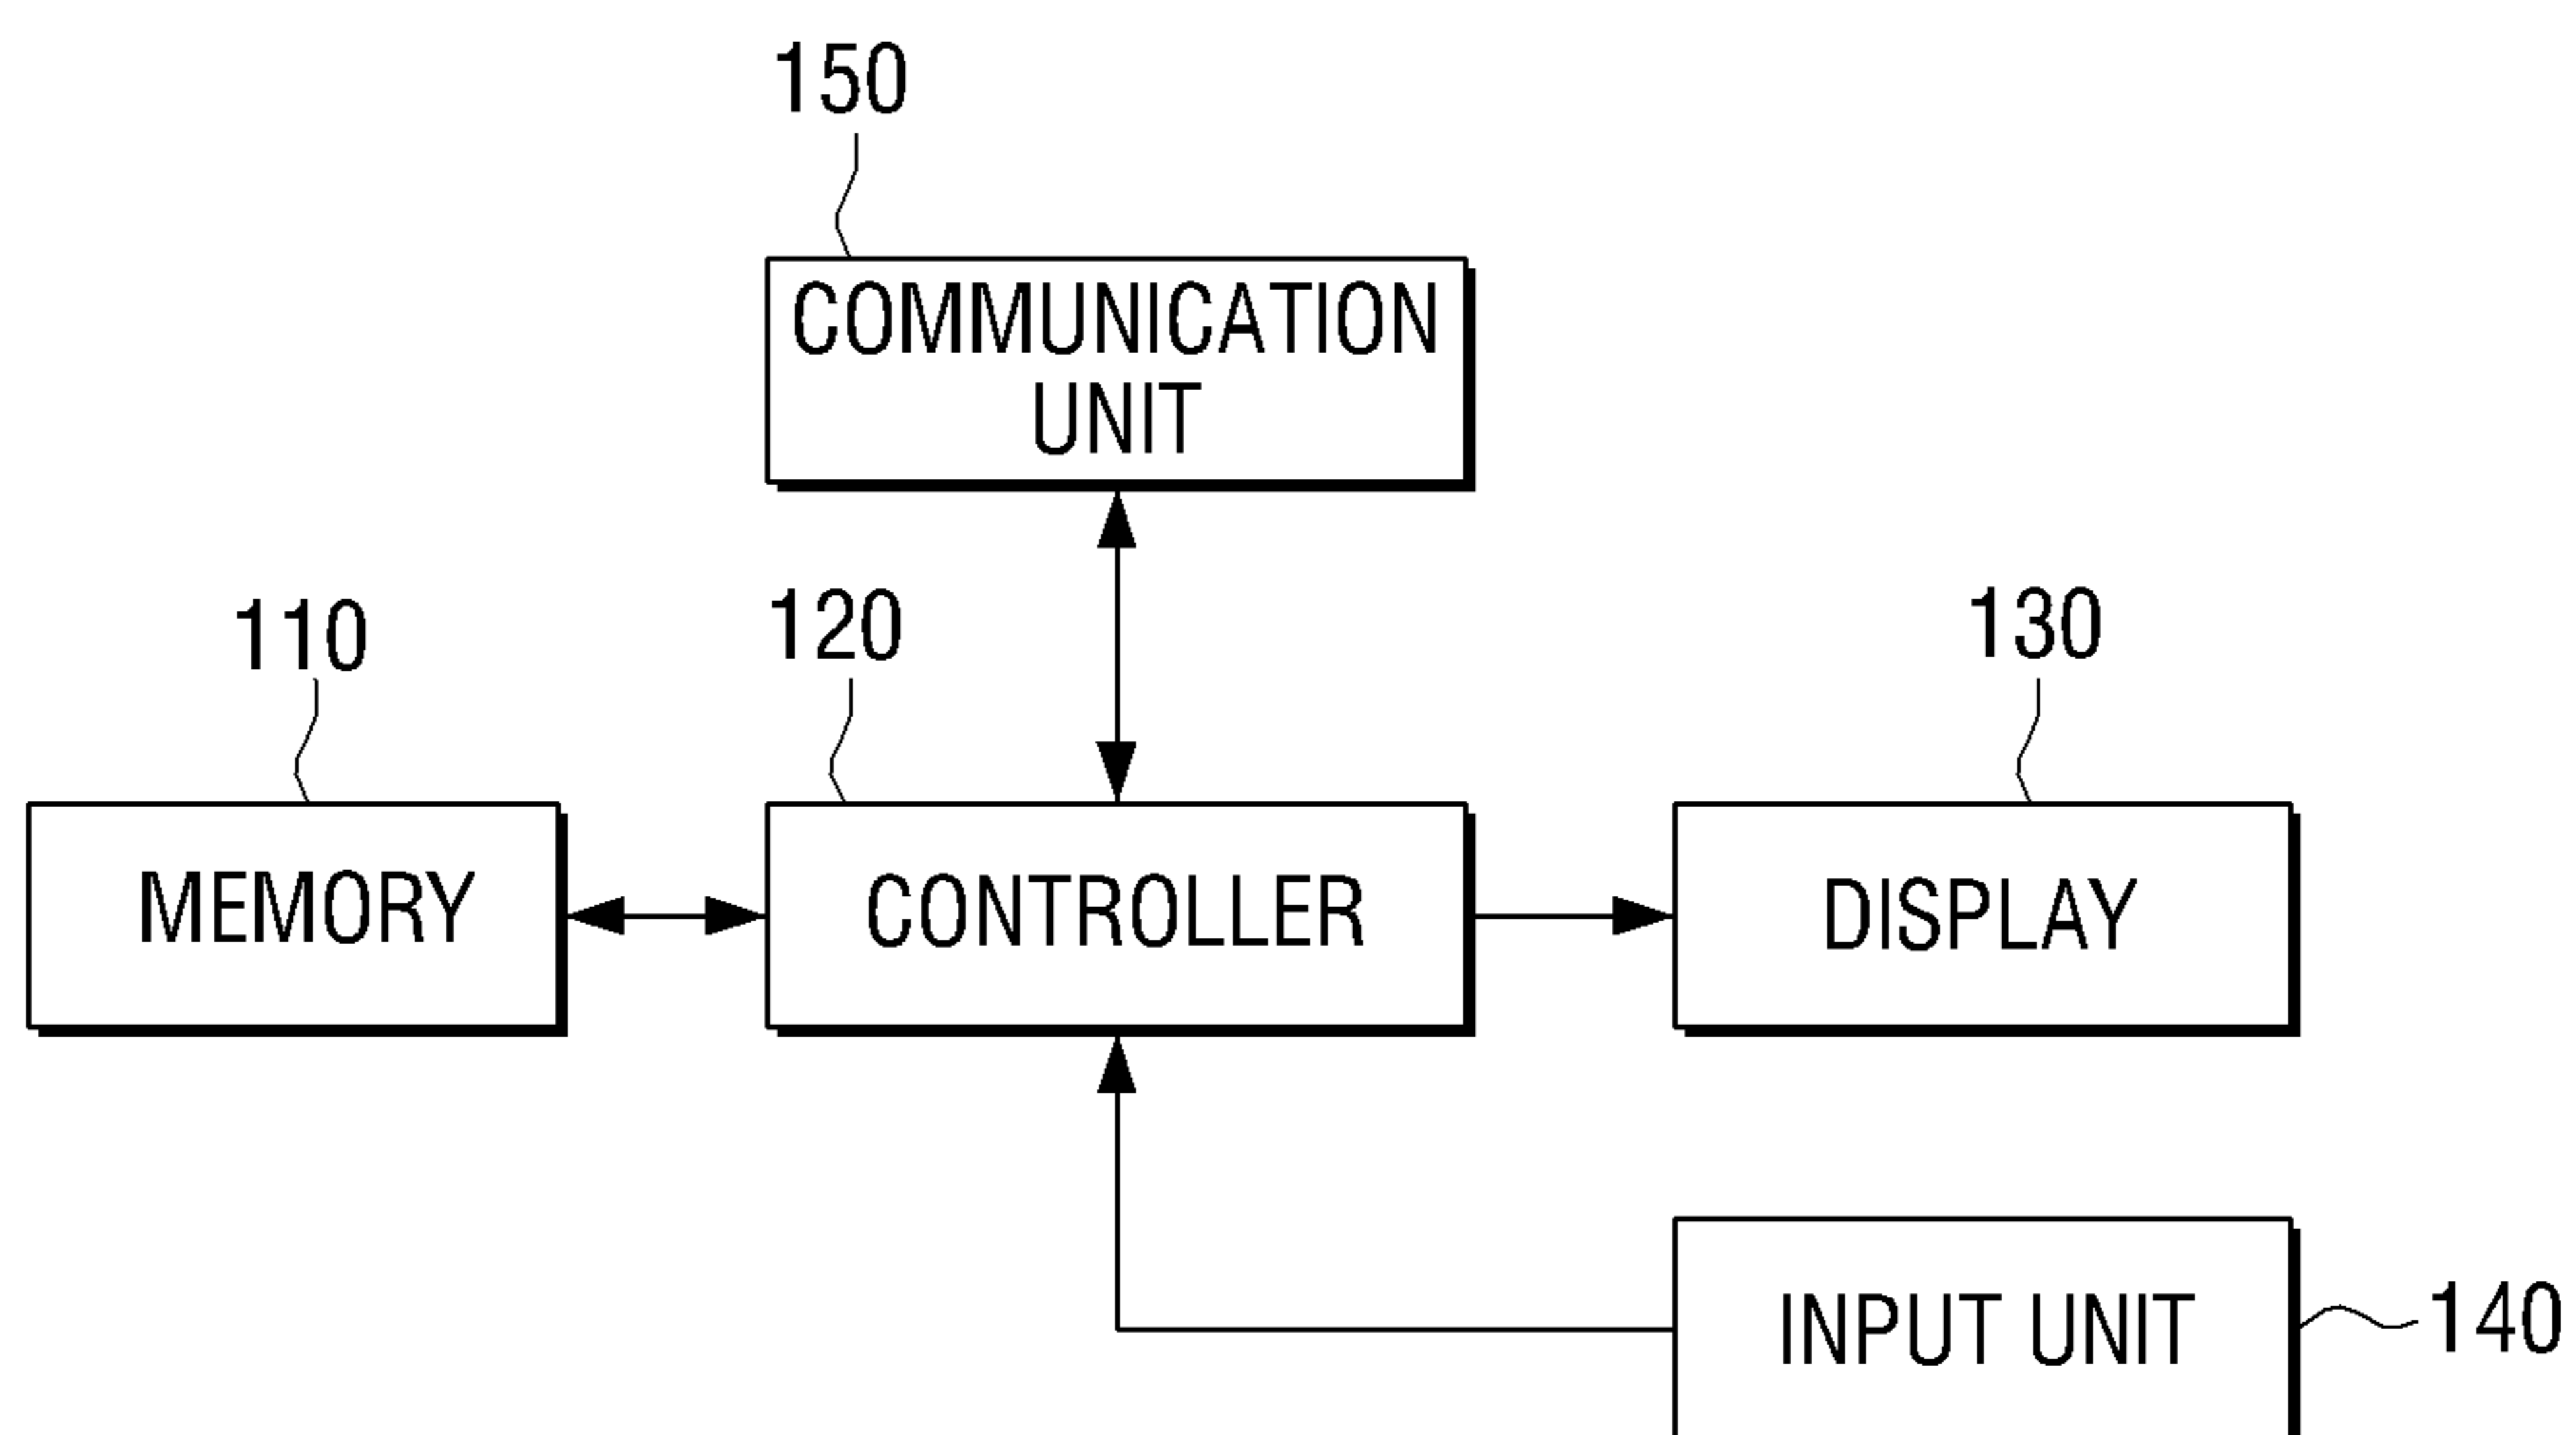 150
COMMUNICATION
UNIT
110
120
130
MEMORY
CONTROLLER
DISPLAY
INPUT UNIT
140